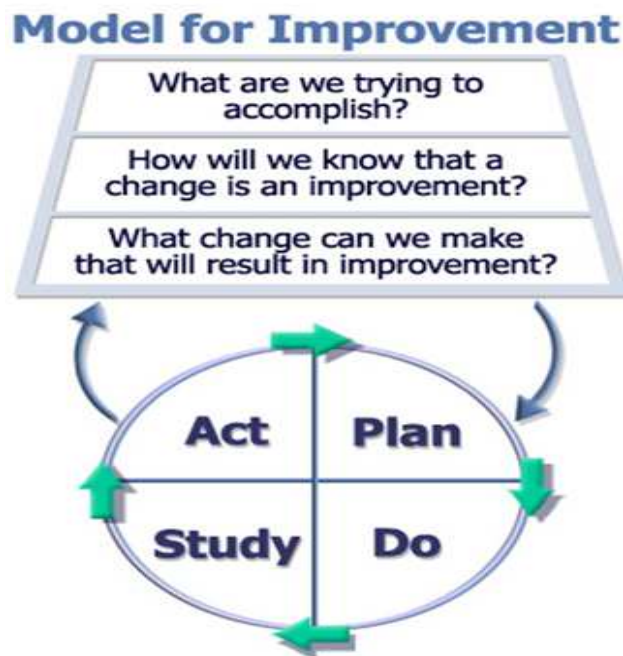 Model for Improvement
What are we trying to
accomplish?
How will we know that a
change is an improvement?
What change can we make
that will result in improvement?
Act
Plan
Study
Do